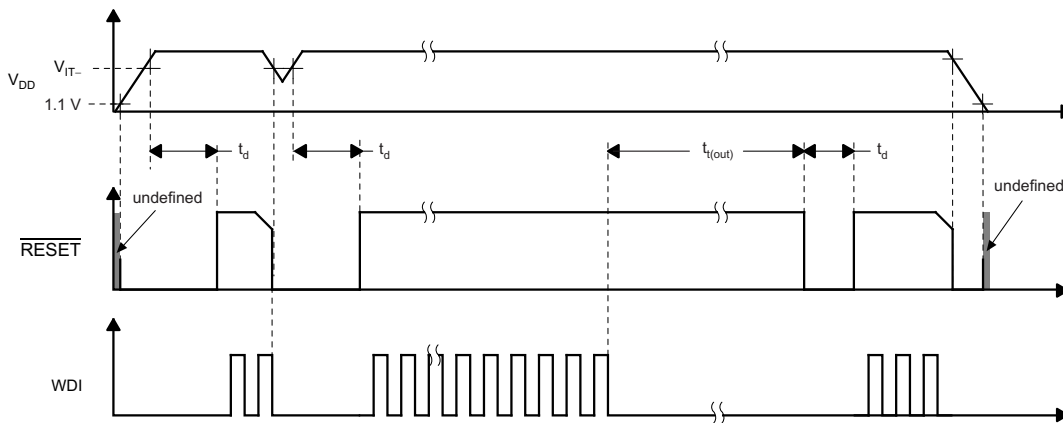 V_IT–
V_DD
1.1 V
t_d
t_d
t_t(out)
t_d
undefined
undefined
RESET
WDI